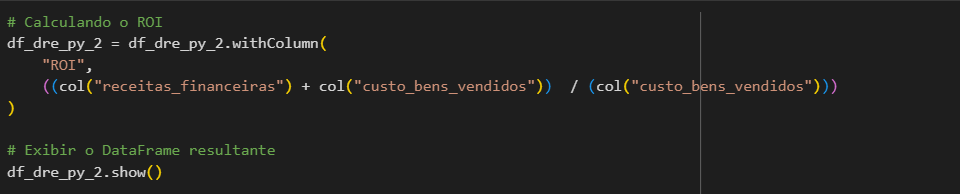 # Calculando o ROI
df_dre_py_2 = df_dre_py_2.withColumn(
    "ROI",
    ((col("receitas_financeiras") + col("custo_bens_vendidos"))  / (col("custo_bens_vendidos")))
)
# Exibir o DataFrame resultante
df_dre_py_2.show()